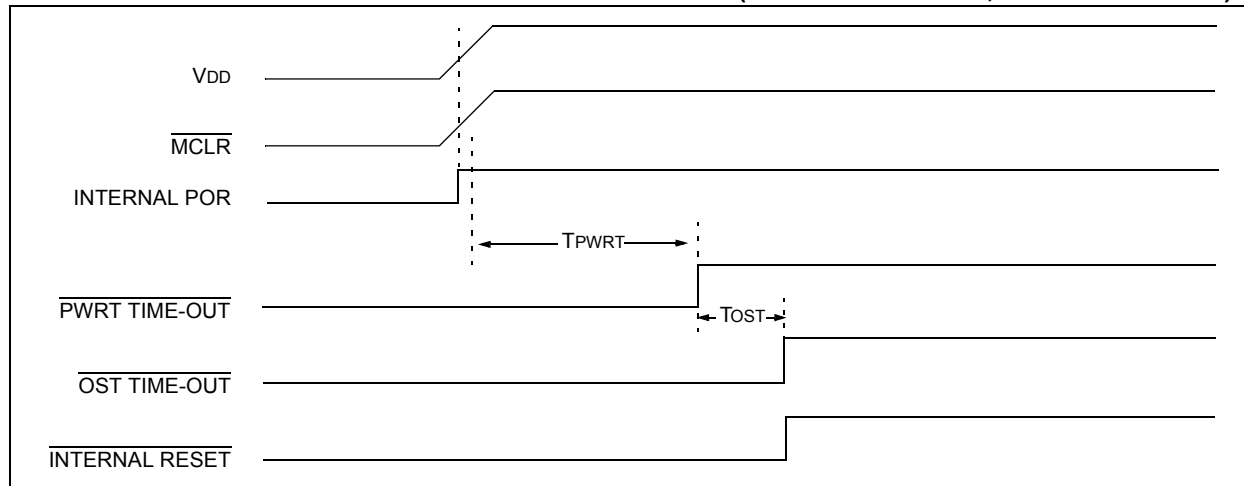 VDD
MCLR
INTERNAL POR
TPWRT
PWRT TIME-OUT
TOST
OST TIME-OUT
INTERNAL RESET